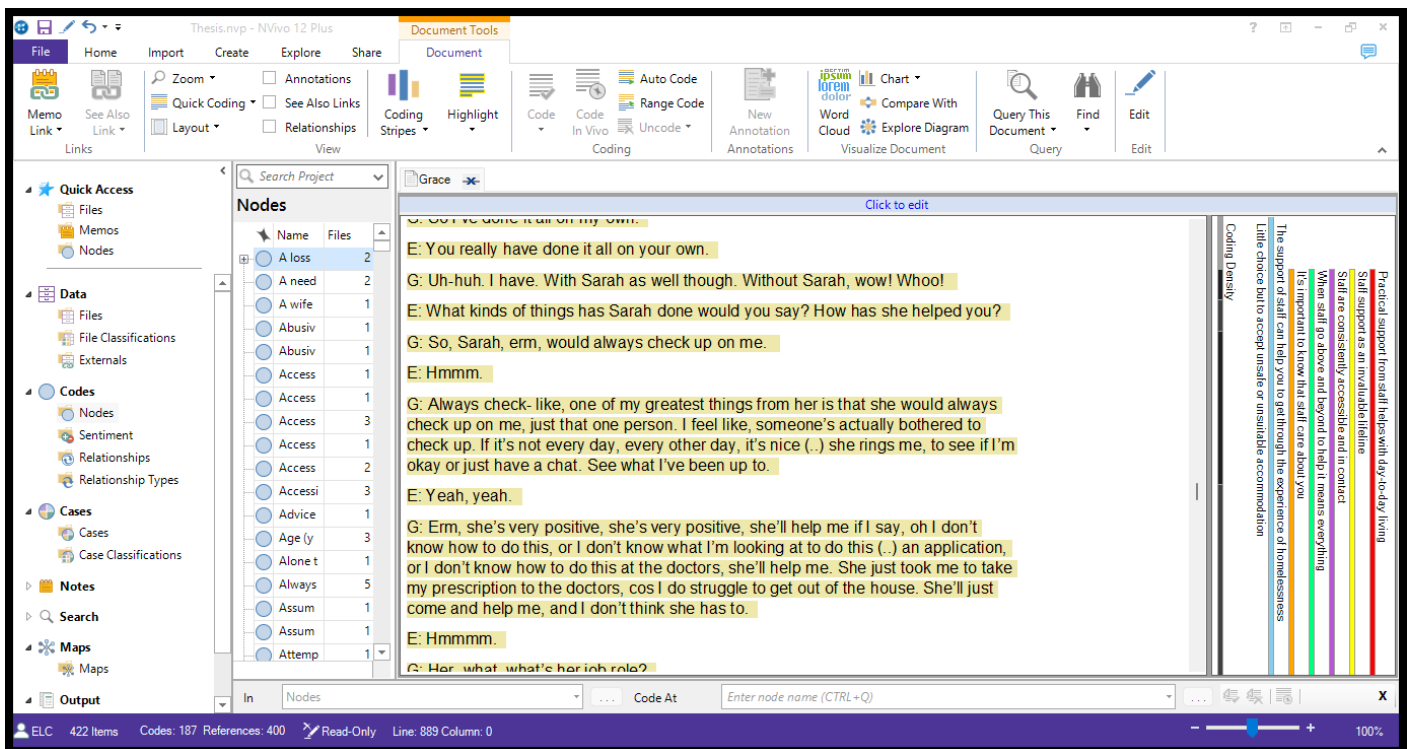 Thesis.nvp - NVivo 12 Plus
Document Tools
?
File Home Import Create Explore Share Document
Memo Link
See Also Link
Links
Zoom
Quick Coding
Layout
Annotations
See Also Links
Relationships
View
Coding Stripes
Highlight
Code
Code In Vivo
Auto Code
Range Code
Uncode
Coding
New Annotation
Annotations
ipsum lorem dolor
Word Cloud
Chart
Compare With
Explore Diagram
Visualize Document
Query This Document
Find
Query
Edit
Edit
Quick Access
Files
Memos
Nodes
Data
Files
File Classifications
Externals
Codes
Nodes
Sentiment
Relationships
Relationship Types
Cases
Cases
Case Classifications
Notes
Search
Maps
Maps
Output
Search Project
Nodes
Name Files
A loss 2
A need 2
A wife 1
Abusiv 1
Abusiv 1
Access 1
Access 1
Access 3
Access 1
Access 2
Accessi 3
Advice 1
Age (y 3
Alone t 1
Always 5
Assum 1
Assum 1
Attemp 1
Grace
Click to edit
G: So I've done it all on my own.
E: You really have done it all on your own.
G: Uh-huh. I have. With Sarah as well though. Without Sarah, wow! Whoo!
E: What kinds of things has Sarah done would you say? How has she helped you?
G: So, Sarah, erm, would always check up on me.
E: Hmmm.
G: Always check- like, one of my greatest things from her is that she would always
check up on me, just that one person. I feel like, someone's actually bothered to
check up. If it's not every day, every other day, it's nice (..) she rings me, to see if I'm
okay or just have a chat. See what I've been up to.
E: Yeah, yeah.
G: Erm, she's very positive, she's very positive, she'll help me if I say, oh I don't
know how to do this, or I don't know what I'm looking at to do this (..) an application,
or I don't know how to do this at the doctors, she'll help me. She just took me to take
my prescription to the doctors, cos I do struggle to get out of the house. She'll just
come and help me, and I don't think she has to.
E: Hmmmm.
G: Her, what, what's her job role?
Coding Density
Little choice but to accept unsafe or unsuitable accommodation
The support of staff can help you to get through the experience of homelessness
It's important to know that staff care about you
When staff go above and beyond to help it means everything
Staff are consistently accessible and in contact
Staff support as an invaluable lifeline
Practical support from staff helps with day-to-day living
In Nodes ... Code At Enter node name (CTRL+Q) ... X
ELC 422 Items Codes: 187 References: 400 Read-Only Line: 889 Column: 0 - + 100%